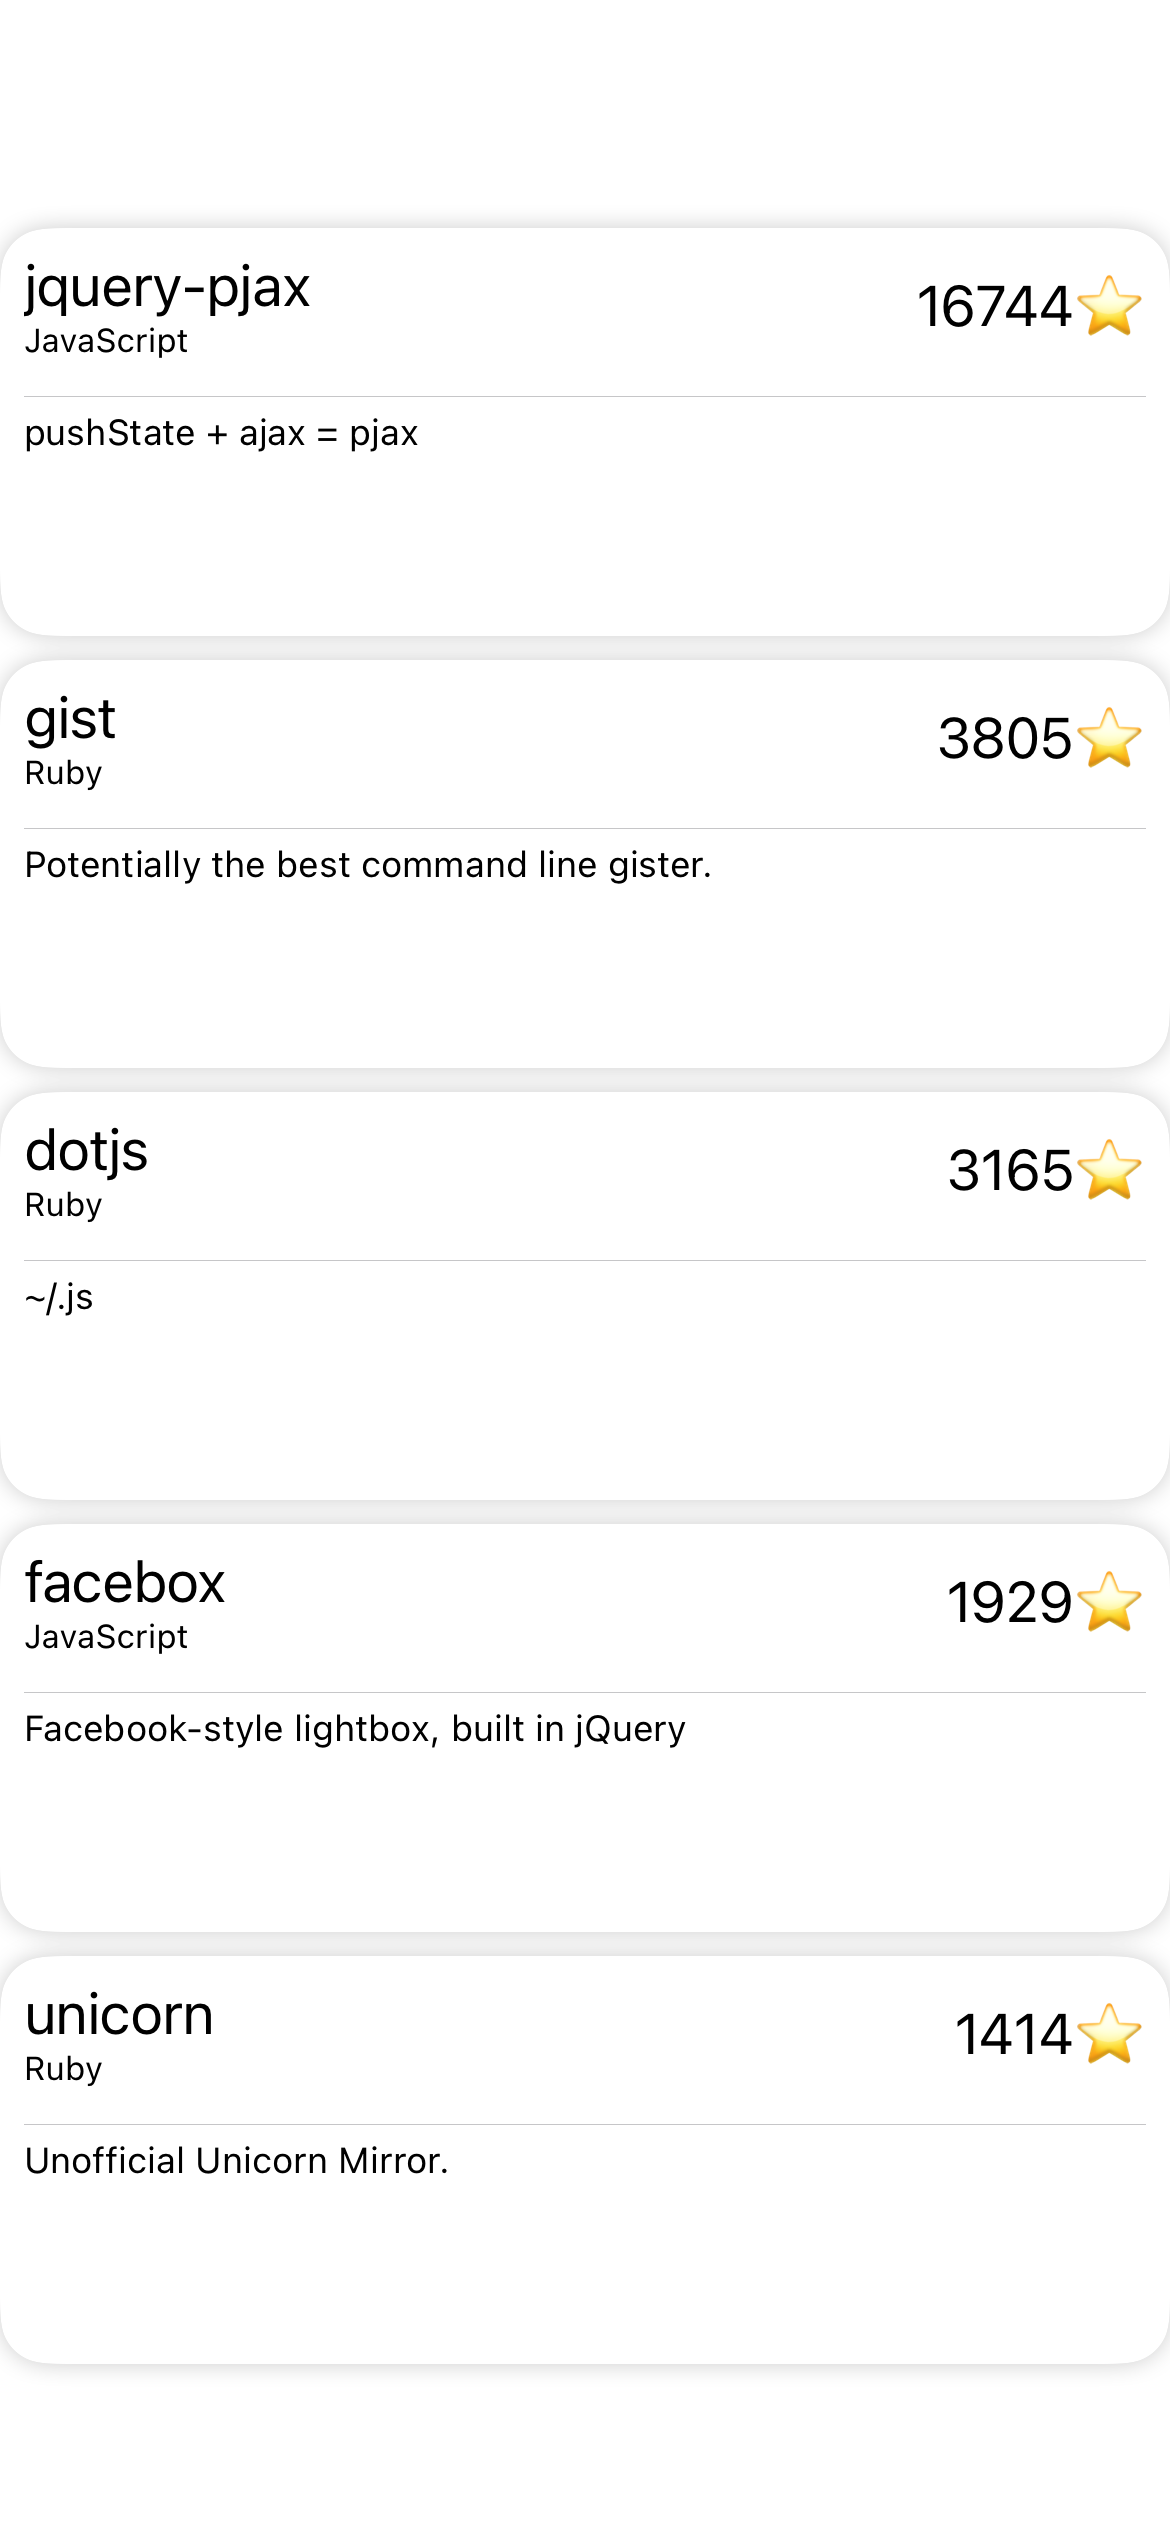 jquery-pjax
16744⭐
JavaScript
pushState + ajax = pjax
gist
3805⭐
Ruby
Potentially the best command line gister.
dotjs
3165⭐
Ruby
~/.js
facebox
1929⭐
JavaScript
Facebook-style lightbox, built in jQuery
unicorn
1414⭐
Ruby
Unofficial Unicorn Mirror.